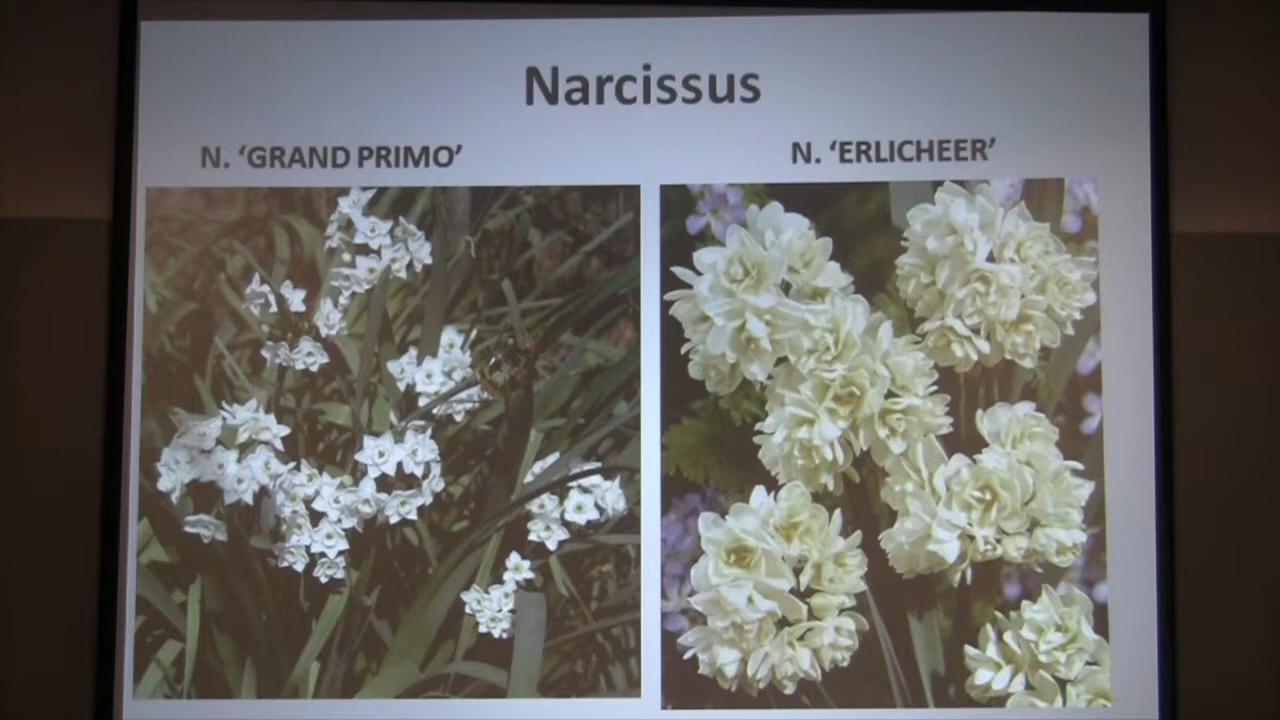 Narcissus
N. ‘GRAND PRIMO’
N. ‘ERLICHEER’